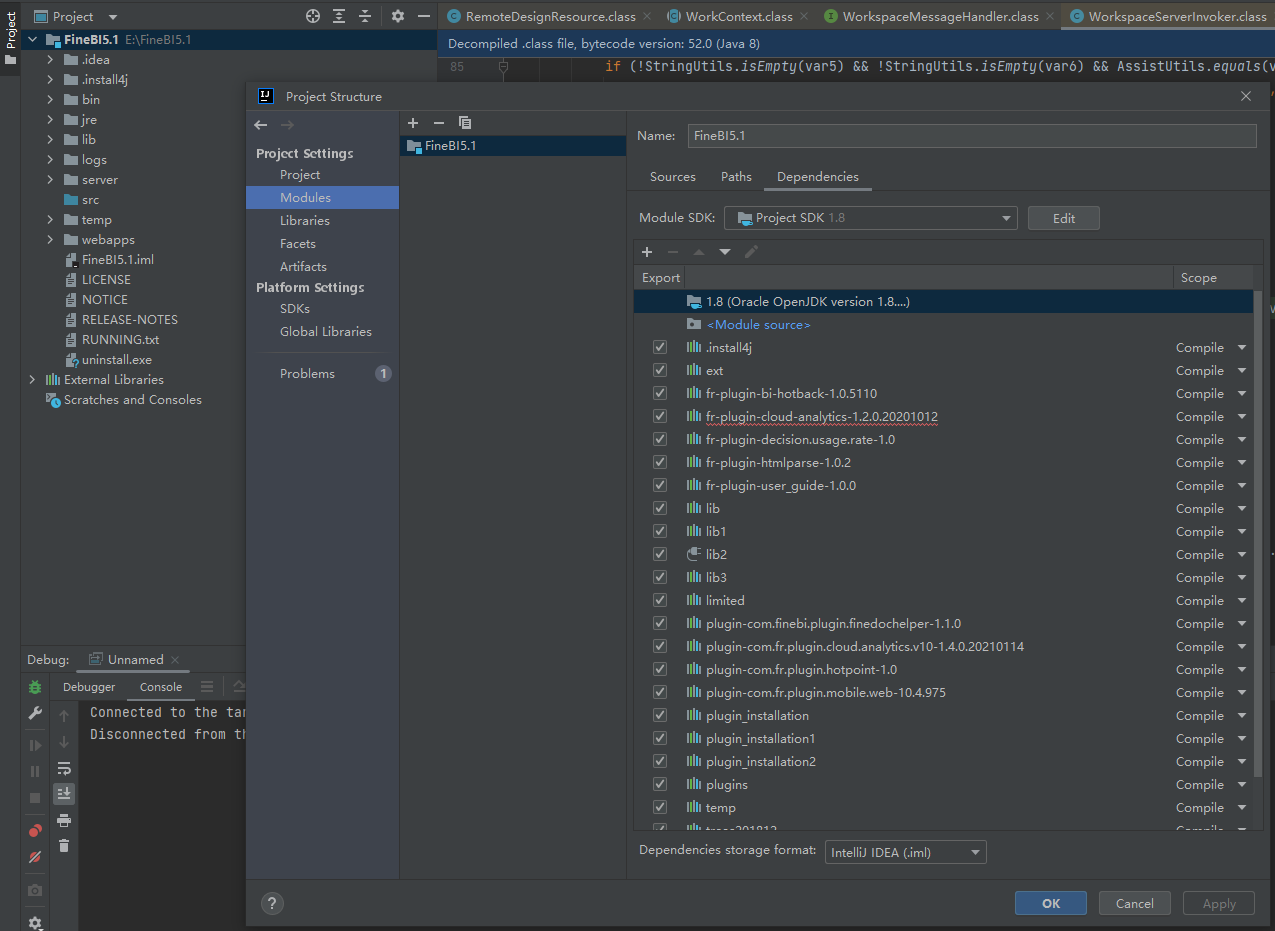 Project
Project
RemoteDesignResource.class
WorkContext.class
WorkspaceMessageHandler.class
WorkspaceServerInvoker.class
FineBI5.1 E:\FineBI5.1
Decompiled .class file, bytecode version: 52.0 (Java 8)
85 if (!StringUtils.isEmpty(var5) && !StringUtils.isEmpty(var6) && AssistUtils.equals(v
.idea
.install4j
bin
jre
lib
logs
server
src
temp
webapps
FineBI5.1.iml
LICENSE
NOTICE
RELEASE-NOTES
RUNNING.txt
uninstall.exe
External Libraries
Scratches and Consoles
Project Structure
Project Settings
Project
Modules
Libraries
Facets
Artifacts
Platform Settings
SDKs
Global Libraries
Problems 1
FineBI5.1
Name: FineBI5.1
Sources Paths Dependencies
Module SDK: Project SDK 1.8 Edit
Export Scope
1.8 (Oracle OpenJDK version 1.8....)
<Module source>
.install4j Compile
ext Compile
fr-plugin-bi-hotback-1.0.5110 Compile
fr-plugin-cloud-analytics-1.2.0.20201012 Compile
fr-plugin-decision.usage.rate-1.0 Compile
fr-plugin-htmlparse-1.0.2 Compile
fr-plugin-user_guide-1.0.0 Compile
lib Compile
lib1 Compile
lib2 Compile
lib3 Compile
limited Compile
plugin-com.finebi.plugin.finedochelper-1.1.0 Compile
plugin-com.fr.plugin.cloud.analytics.v10-1.4.0.20210114 Compile
plugin-com.fr.plugin.hotpoint-1.0 Compile
plugin-com.fr.plugin.mobile.web-10.4.975 Compile
plugin_installation Compile
plugin_installation1 Compile
plugin_installation2 Compile
plugins Compile
temp Compile
Dependencies storage format: IntelliJ IDEA (.iml)
? OK Cancel Apply
Debug: Unnamed
Debugger Console
Connected to the tar
Disconnected from th